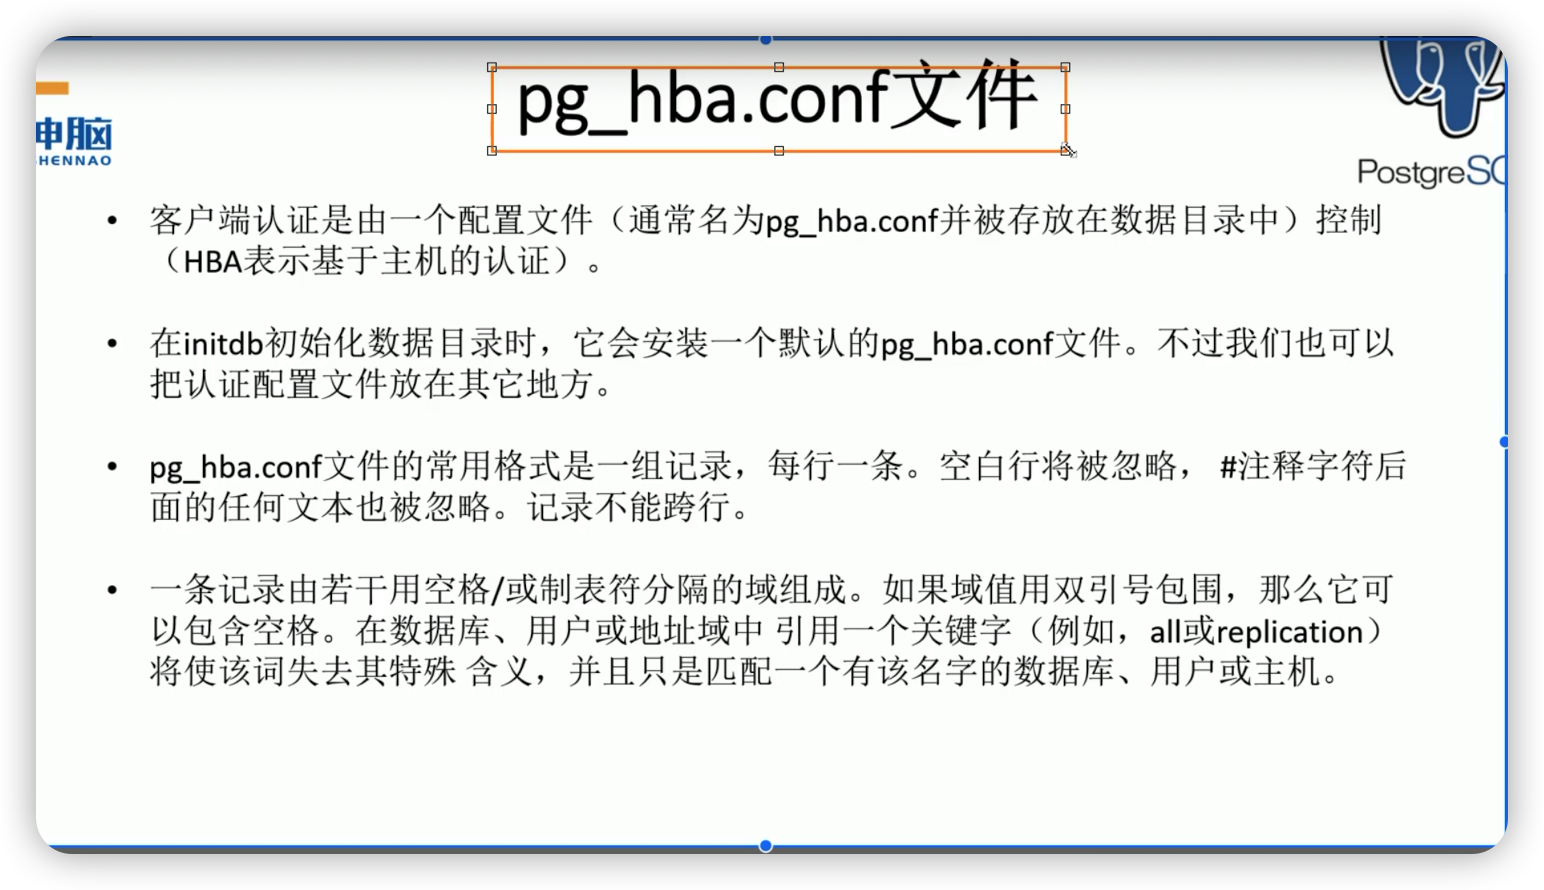 pg_hba.conf文件
申脑
SHENNAO
PostgreSQ
• 客户端认证是由一个配置文件（通常名为pg_hba.conf并被存放在数据目录中）控制
（HBA表示基于主机的认证）。
• 在initdb初始化数据目录时，它会安装一个默认的pg_hba.conf文件。不过我们也可以
把认证配置文件放在其它地方。
• pg_hba.conf文件的常用格式是一组记录，每行一条。空白行将被忽略， #注释字符后
面的任何文本也被忽略。记录不能跨行。
• 一条记录由若干用空格/或制表符分隔的域组成。如果域值用双引号包围，那么它可
以包含空格。在数据库、用户或地址域中 引用一个关键字（例如，all或replication）
将使该词失去其特殊 含义，并且只是匹配一个有该名字的数据库、用户或主机。